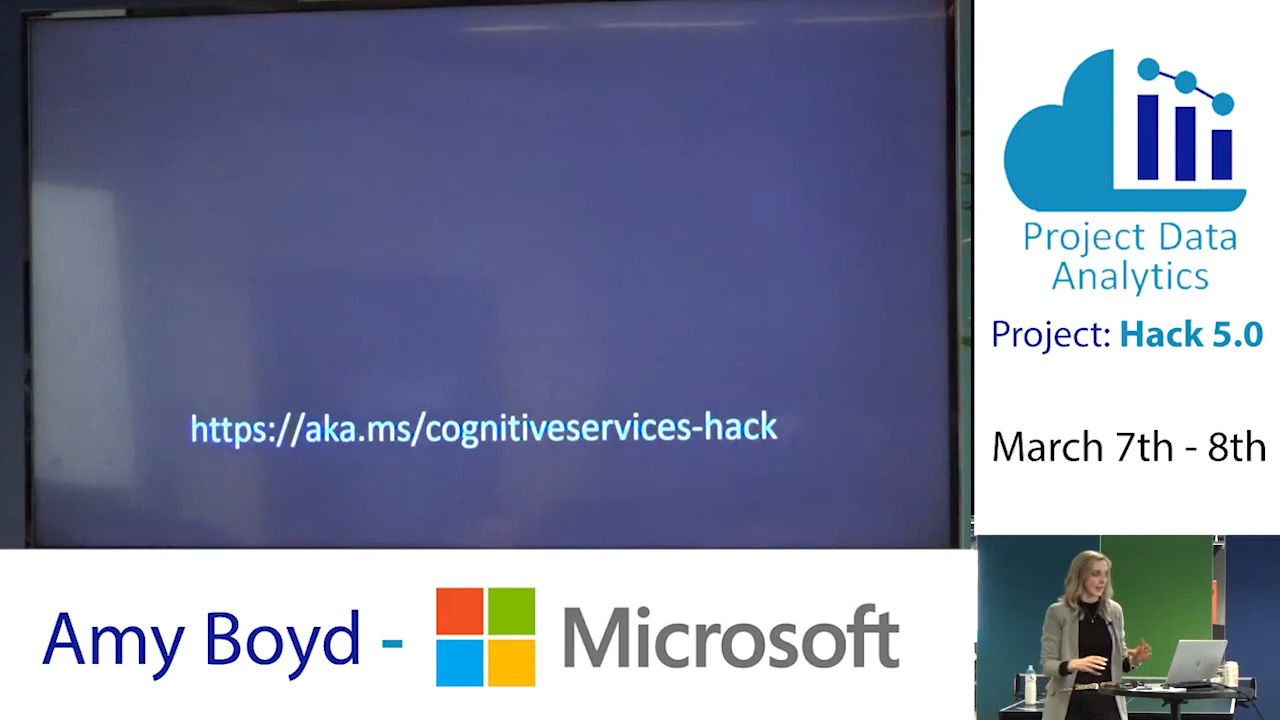 https://aka.ms/cognitiveservices-hack
Project Data
Analytics
Project: Hack 5.0
March 7th - 8th
Amy Boyd - Microsoft